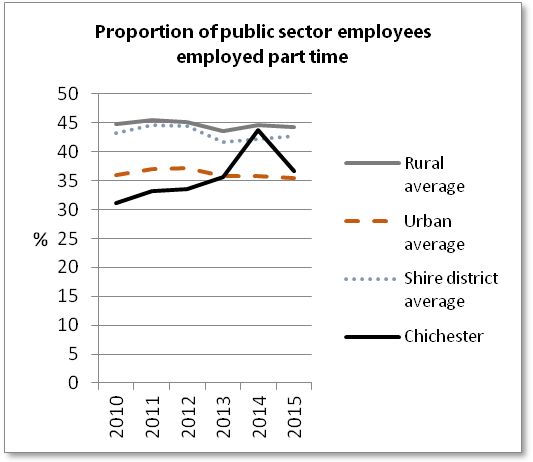 Proportion of public sector employees
employed part time
50
45
40
35
30
25
20
15
10
5
0
%
2010
2011
2012
2013
2014
2015
Rural
average
Urban
average
Shire district
average
Chichester